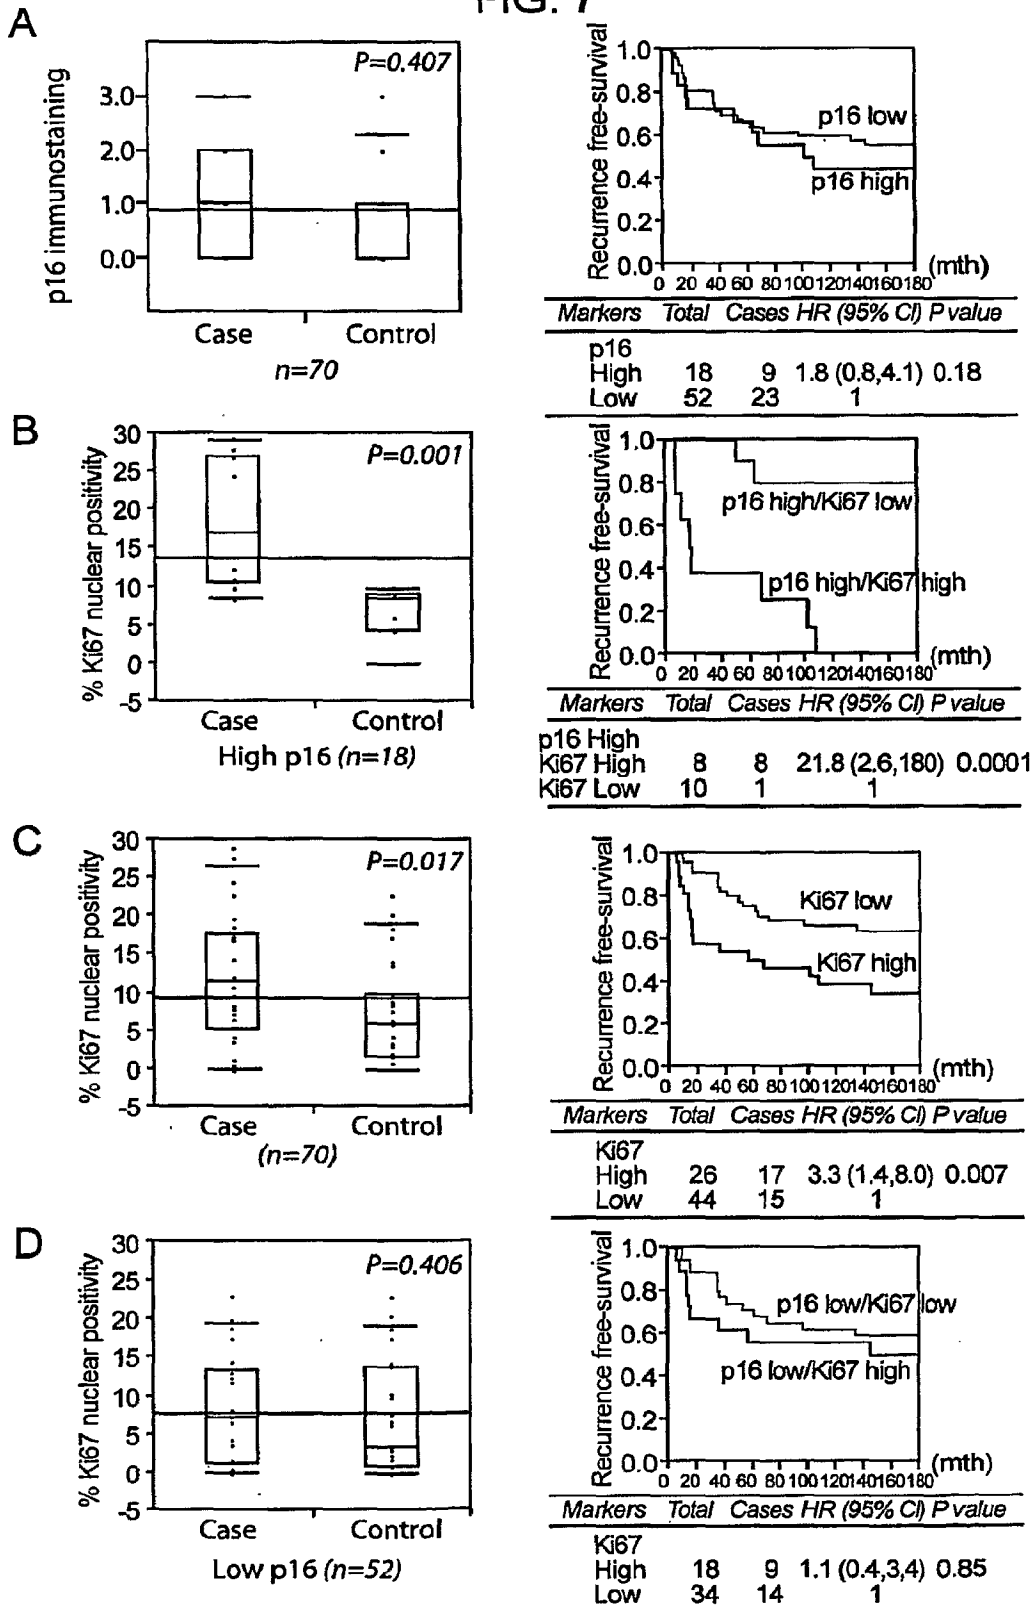 FIG. 7
A
p16 immunostaining
3.0
2.0
1.0
0.0
P=0.407
Case Control
n=70
Recurrence free-survival
1.0
0.8
0.6
0.4
0.2
0.0
p16 low
p16 high
0 20 40 60 80 100 120 140 160 180 (mth)
Markers Total Cases HR (95% CI) P value
p16
High 18 9 1.8 (0.8,4.1) 0.18
Low 52 23 1
B
% Ki67 nuclear positivity
30
25
20
15
10
5
0
-5
P=0.001
Case Control
High p16 (n=18)
Recurrence free-survival
1.0
0.8
0.6
0.4
0.2
0.0
p16 high/Ki67 low
p16 high/Ki67 high
0 20 40 60 80 100 120 140 160 180 (mth)
Markers Total Cases HR (95% CI) P value
p16 High
Ki67 High 8 8 21.8 (2.6,180) 0.0001
Ki67 Low 10 1 1
C
% Ki67 nuclear positivity
30
25
20
15
10
5
0
-5
P=0.017
Case Control
(n=70)
Recurrence free-survival
1.0
0.8
0.6
0.4
0.2
0.0
Ki67 low
Ki67 high
0 20 40 60 80 100 120 140 160 180 (mth)
Markers Total Cases HR (95% CI) P value
Ki67
High 26 17 3.3 (1.4,8.0) 0.007
Low 44 15 1
D
% Ki67 nuclear positivity
30
25
20
15
10
5
0
-5
P=0.406
Case Control
Low p16 (n=52)
Recurrence free-survival
1.0
0.8
0.6
0.4
0.2
0.0
p16 low/Ki67 low
p16 low/Ki67 high
0 20 40 60 80 100 120 140 160 180 (mth)
Markers Total Cases HR (95% CI) P value
Ki67
High 18 9 1.1 (0.4,3,4) 0.85
Low 34 14 1